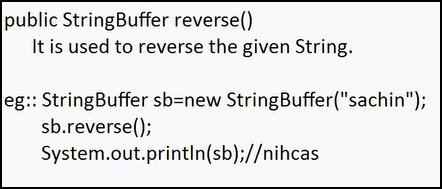 public StringBuffer reverse()
It is used to reverse the given String.
eg:: StringBuffer sb=new StringBuffer("sachin");
sb.reverse();
System.out.println(sb);//nihcas